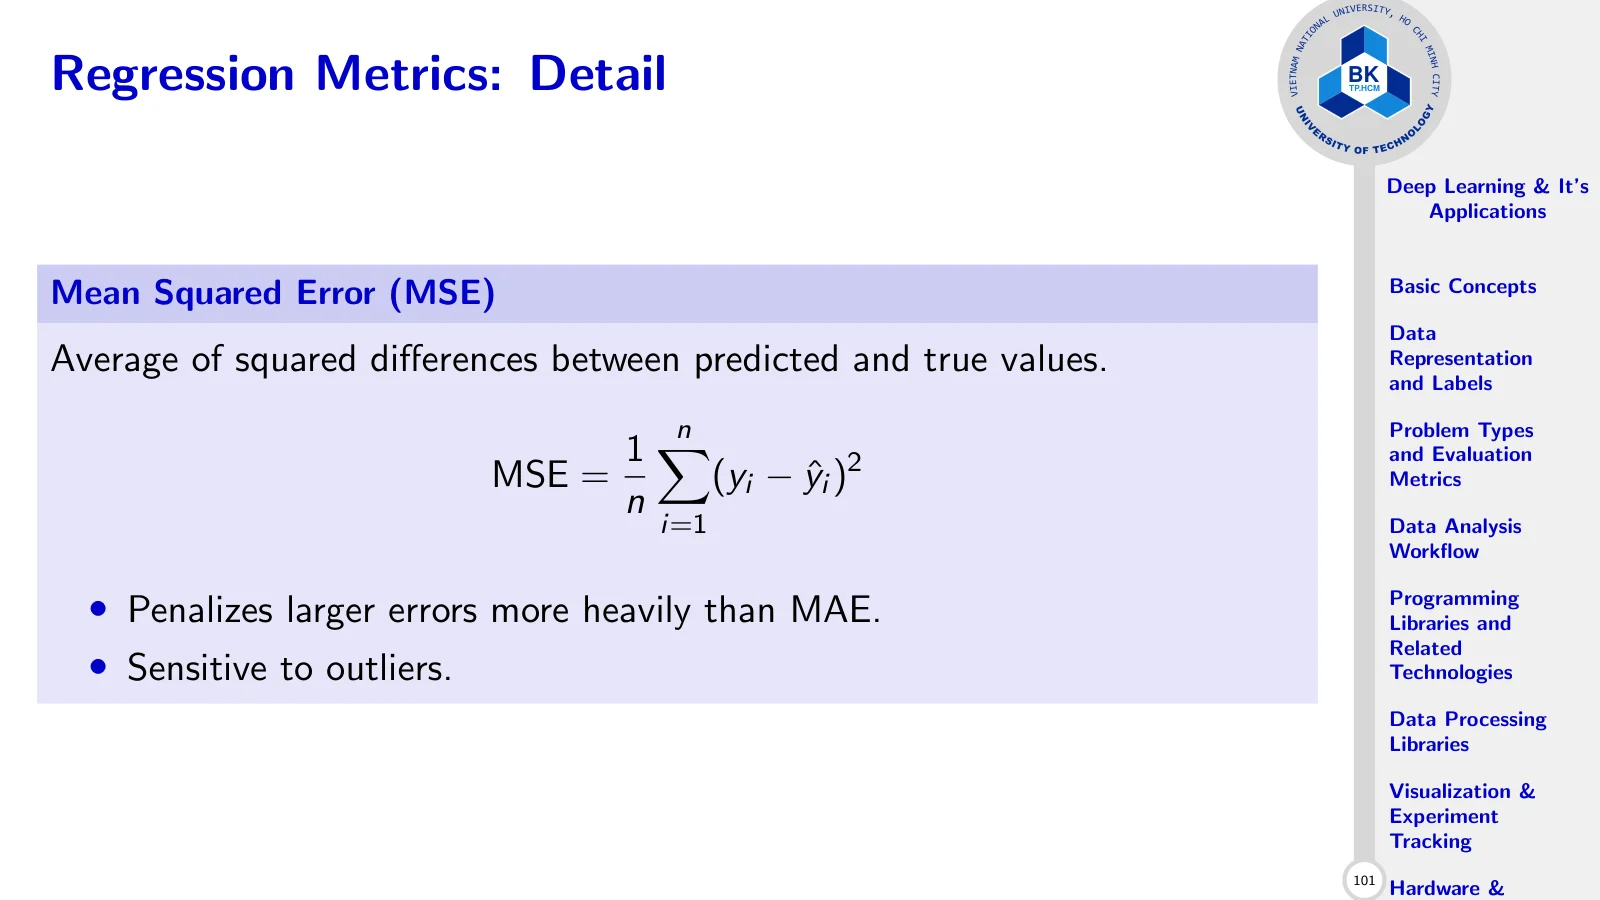 Regression Metrics: Detail
Mean Squared Error (MSE)
Average of squared differences between predicted and true values.
MSE = \frac{1}{n} \sum_{i=1}^{n} (y_i − ŷ_i)^2
• Penalizes larger errors more heavily than MAE.
• Sensitive to outliers.
VIETNAM NATIONAL UNIVERSITY, HO CHI MINH CITY
BK
TP.HCM
UNIVERSITY OF TECHNOLOGY
Deep Learning & It's
Applications
Basic Concepts
Data
Representation
and Labels
Problem Types
and Evaluation
Metrics
Data Analysis
Workflow
Programming
Libraries and
Related
Technologies
Data Processing
Libraries
Visualization &
Experiment
Tracking
Hardware &
101